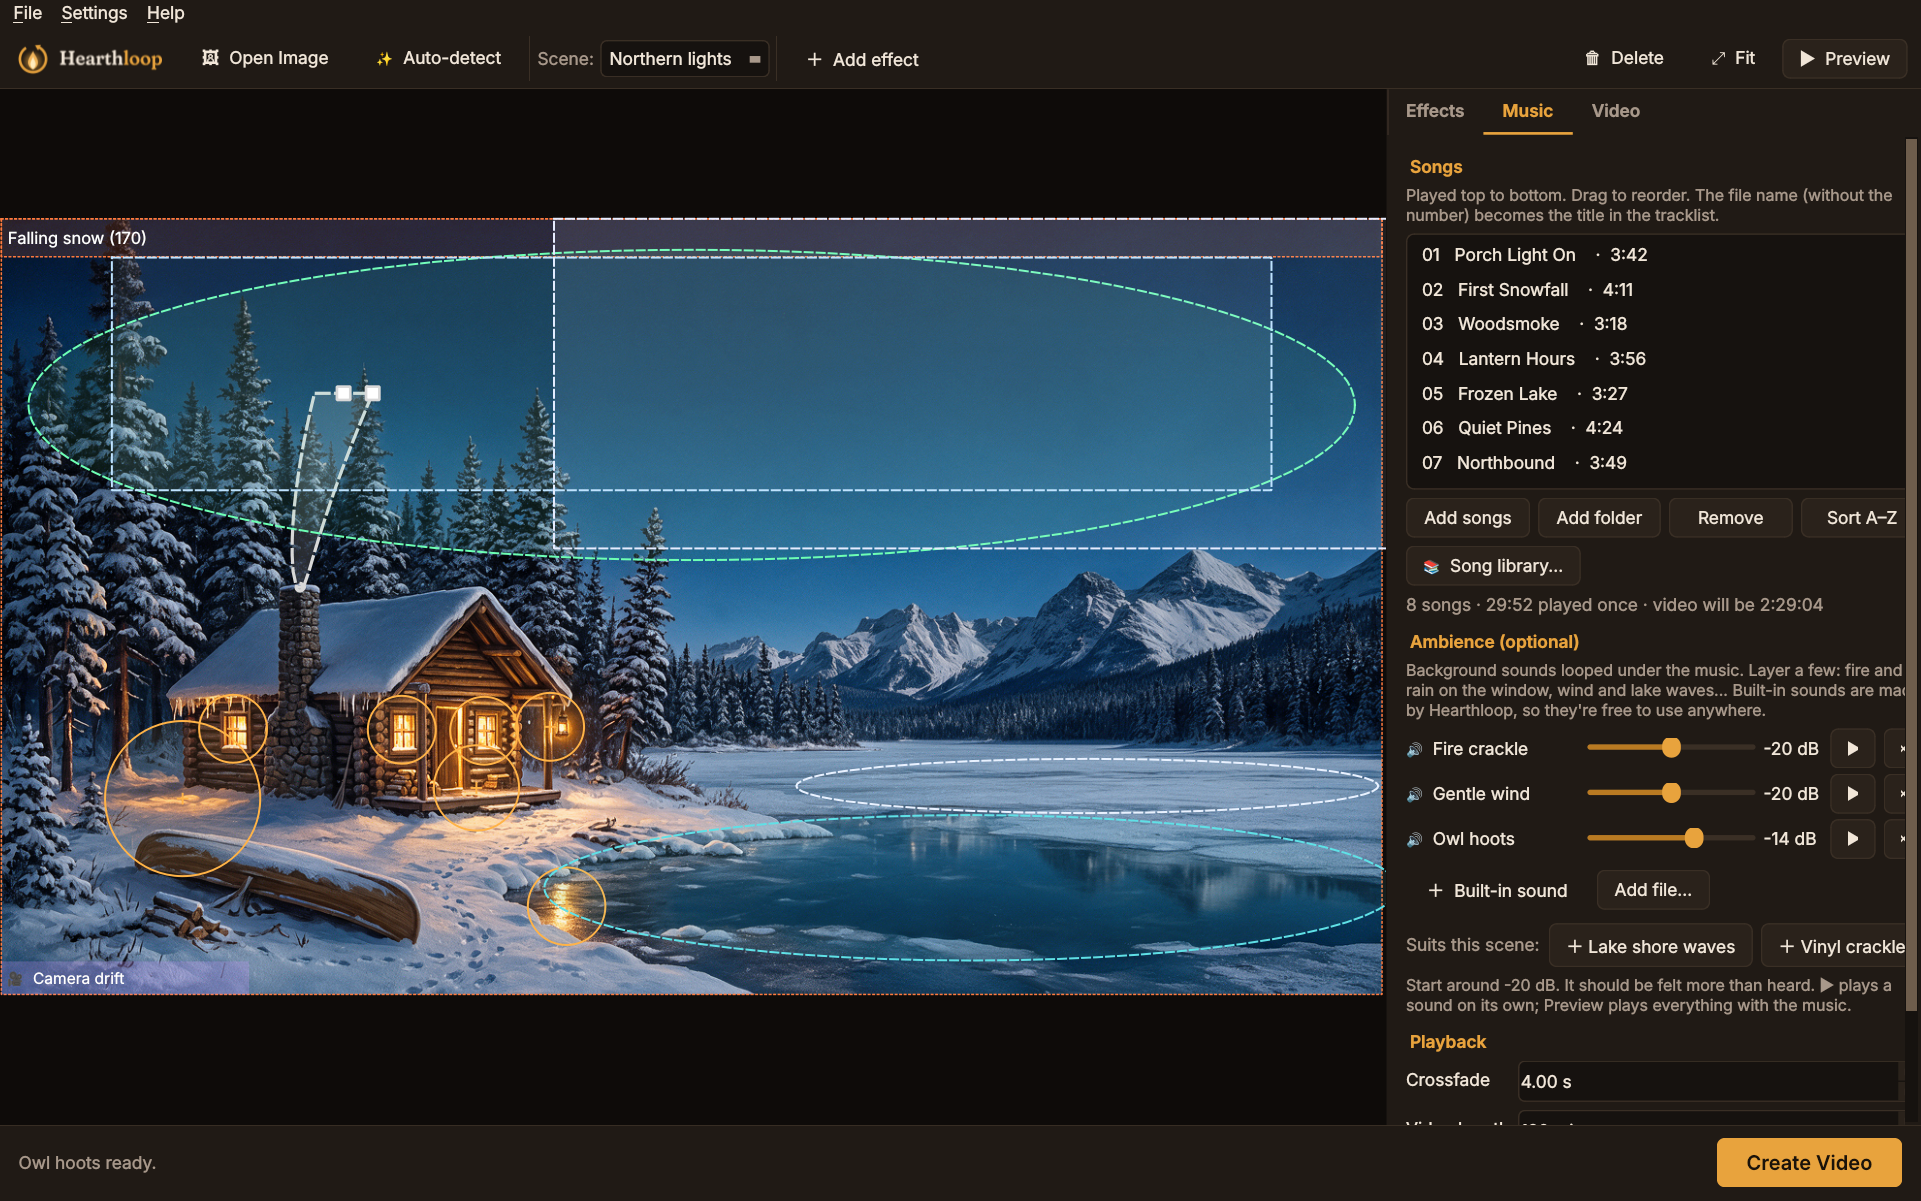 File Settings Help
Hearthloop Open Image Auto-detect Scene: Northern lights + Add effect Delete Fit Preview
Effects Music Video
Songs
Played top to bottom. Drag to reorder. The file name (without the
number) becomes the title in the tracklist.
01 Porch Light On · 3:42
02 First Snowfall · 4:11
03 Woodsmoke · 3:18
04 Lantern Hours · 3:56
05 Frozen Lake · 3:27
06 Quiet Pines · 4:24
07 Northbound · 3:49
Add songs Add folder Remove Sort A–Z
Song library...
8 songs · 29:52 played once · video will be 2:29:04
Ambience (optional)
Background sounds looped under the music. Layer a few: fire and
rain on the window, wind and lake waves... Built-in sounds are
by Hearthloop, so they're free to use anywhere.
Fire crackle -20 dB
Gentle wind -20 dB
Owl hoots -14 dB
+ Built-in sound Add file...
Suits this scene: + Lake shore waves + Vinyl crackle
Start around -20 dB. It should be felt more than heard. ▶ plays a
sound on its own; Preview plays everything with the music.
Playback
Crossfade 4.00 s
Falling snow (170)
Camera drift
Owl hoots ready.
Create Video